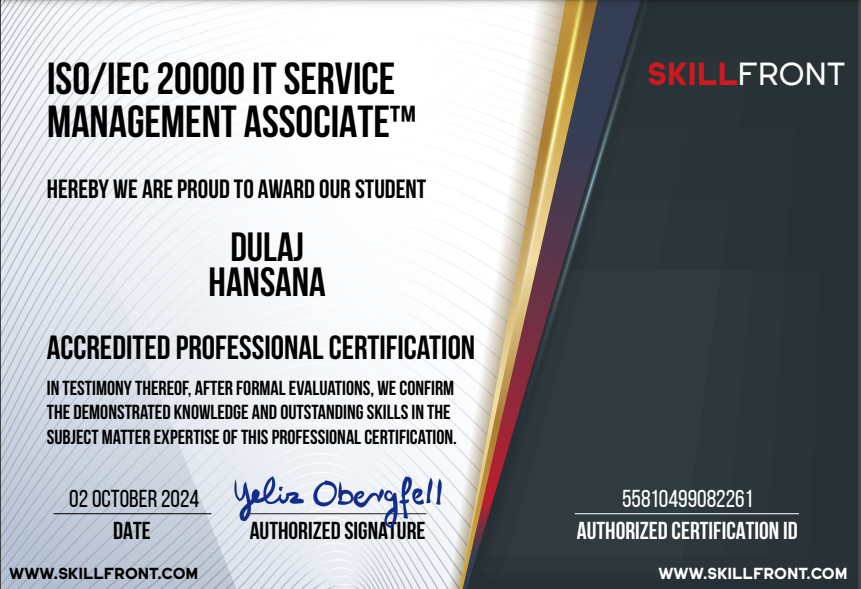 ISO/IEC 20000 IT SERVICE
MANAGEMENT ASSOCIATE™
SKILLFRONT
HEREBY WE ARE PROUD TO AWARD OUR STUDENT
DULAJ
HANSANA
ACCREDITED PROFESSIONAL CERTIFICATION
IN TESTIMONY THEREOF, AFTER FORMAL EVALUATIONS, WE CONFIRM
THE DEMONSTRATED KNOWLEDGE AND OUTSTANDING SKILLS IN THE
SUBJECT MATTER EXPERTISE OF THIS PROFESSIONAL CERTIFICATION.
02 OCTOBER 2024
DATE
Yeliz Obergfell
AUTHORIZED SIGNATURE
55810499082261
AUTHORIZED CERTIFICATION ID
WWW.SKILLFRONT.COM
WWW.SKILLFRONT.COM